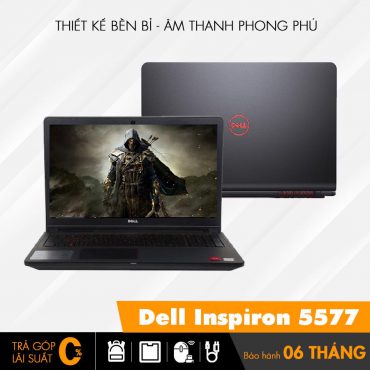 THIẾT KẾ BỀN BỈ - ÂM THANH PHONG PHÚ
DELL
DELL
Dell Inspiron 5577
TRẢ GÓP
LÃI SUẤT
0%
Bảo hành 06 THÁNG